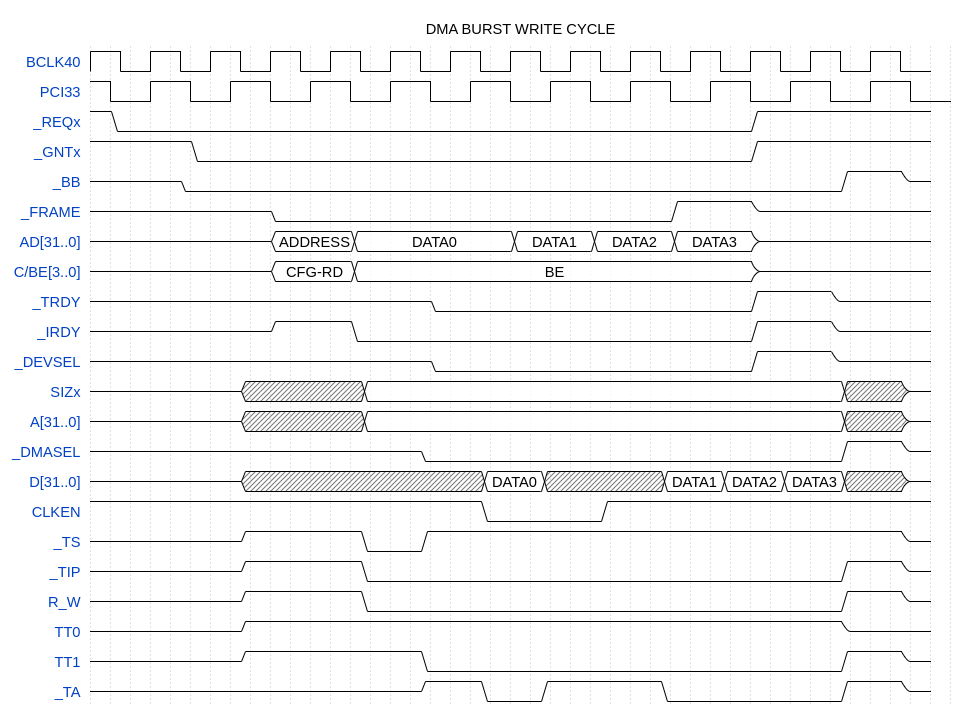 DMA BURST WRITE CYCLE
BCLK40
PCI33
_REQx
_GNTx
_BB
_FRAME
AD[31..0] ADDRESS DATA0 DATA1 DATA2 DATA3
C/BE[3..0] CFG-RD BE
_TRDY
_IRDY
_DEVSEL
SIZx
A[31..0]
_DMASEL
D[31..0] DATA0 DATA1 DATA2 DATA3
CLKEN
_TS
_TIP
R_W
TT0
TT1
_TA